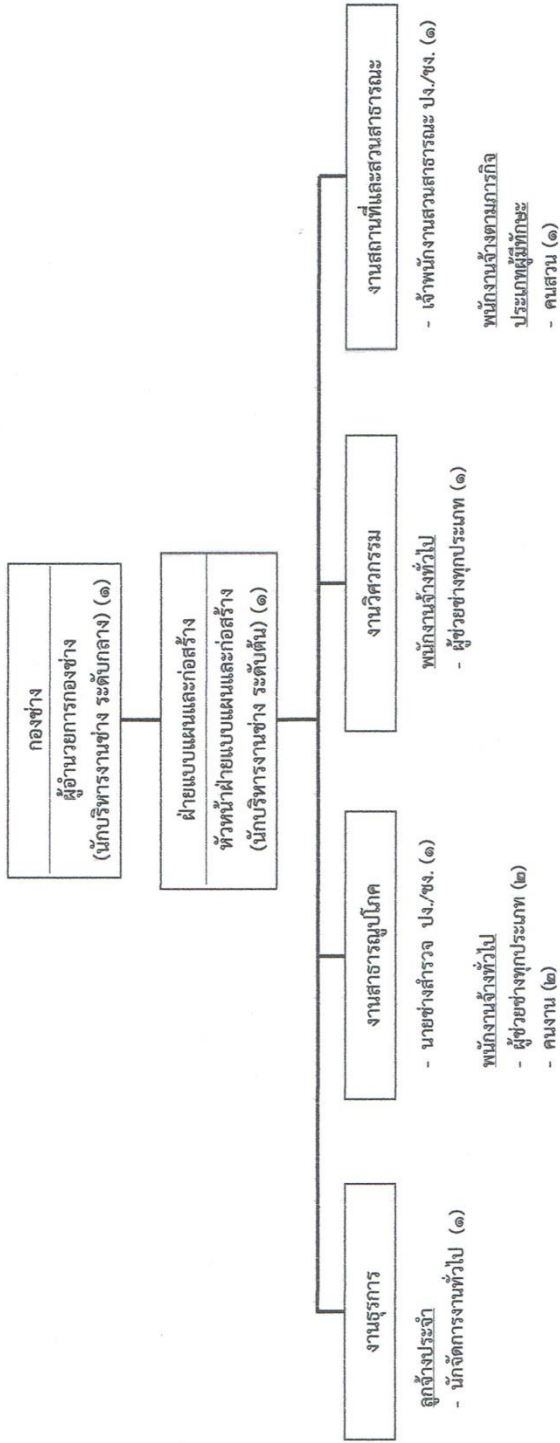 กองช่าง
ผู้อำนวยการกองช่าง
(นักบริหารงานช่าง ระดับกลาง) (๑)
ฝ่ายแบบแผนและก่อสร้าง
หัวหน้าฝ่ายแบบแผนและก่อสร้าง
(นักบริหารงานช่าง ระดับต้น) (๑)
งานธุรการ
ลูกจ้างประจำ
- นักจัดการงานทั่วไป (๑)
งานสาธารณูปโภค
- นายช่างสำรวจ ปง./ชง. (๑)
พนักงานจ้างทั่วไป
- ผู้ช่วยช่างทุกประเภท (๒)
- คนงาน (๒)
งานวิศวกรรม
พนักงานจ้างทั่วไป
- ผู้ช่วยช่างทุกประเภท (๑)
งานสถานที่และสวนสาธารณะ
- เจ้าพนักงานสวนสาธารณะ ปง./ชง. (๑)
พนักงานจ้างตามภารกิจ
ประเภทผู้มีทักษะ
- คนสวน (๑)